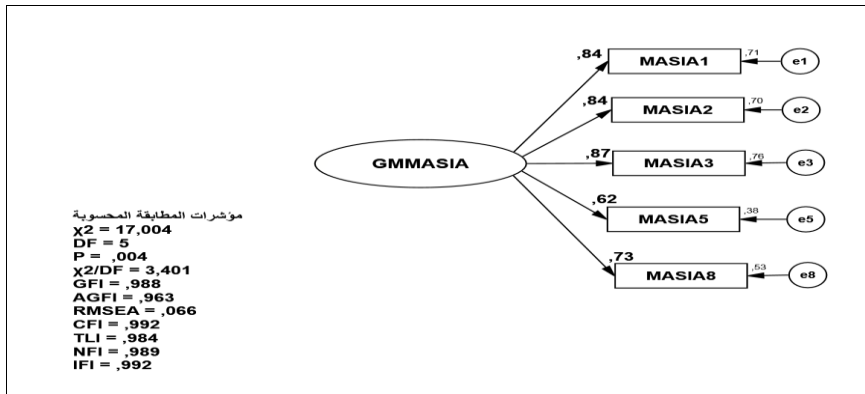 ,84
MASIA1
,71
e1
,84
MASIA2
,70
e2
GMMASIA
,87
MASIA3
,76
e3
,62
MASIA5
,38
e5
,73
MASIA8
,53
e8
مؤشرات المطابقة المحسوبة
χ2 = 17,004
DF = 5
P = ,004
χ2/DF = 3,401
GFI = ,988
AGFI = ,963
RMSEA = ,066
CFI = ,992
TLI = ,984
NFI = ,989
IFI = ,992